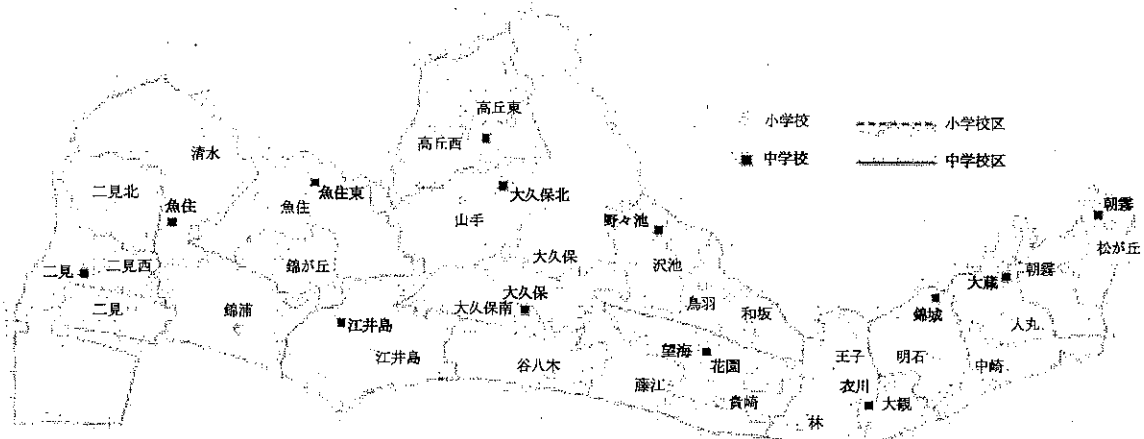 高丘東
小学校
小学校区
高丘西
清水
中学校
中学校区
二見北
魚住東
大久保北
魚住
魚住
山手
野々池
朝霧
松が丘
二見
二見西
錦が丘
大久保
沢池
大蔵
朝霧
二見
錦浦
大久保南
大久保
鳥羽
和坂
錦城
人丸
江井島
江井島
谷八木
望海
花園
王子
明石
中崎
藤江
貴崎
衣川
大観
林